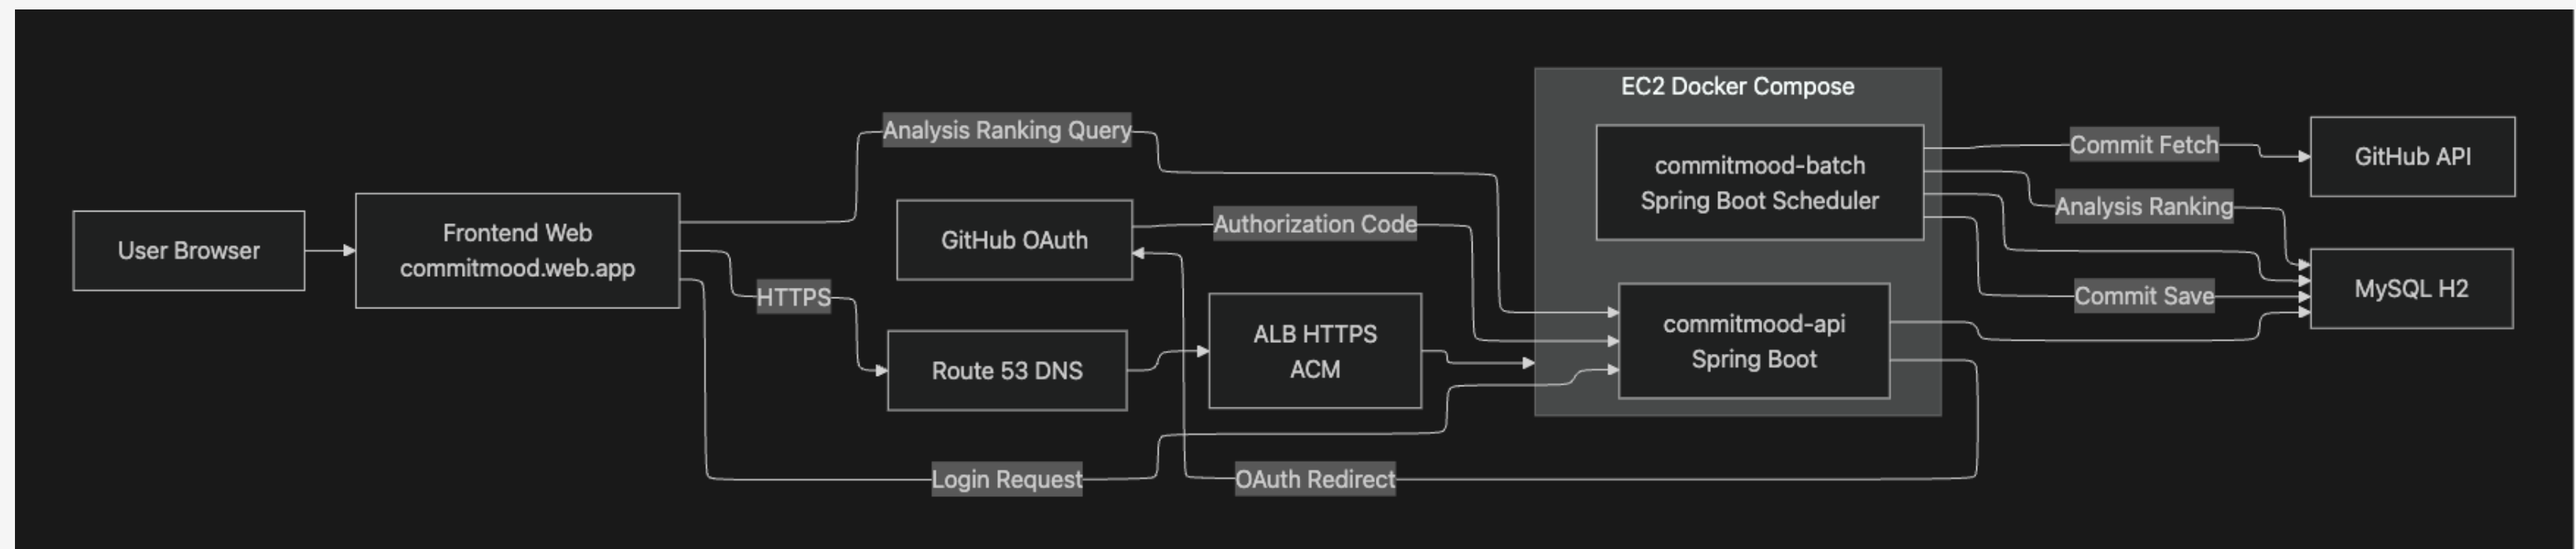 User Browser
Frontend Web
commitmood.web.app
Analysis Ranking Query
HTTPS
Login Request
GitHub OAuth
Route 53 DNS
Authorization Code
ALB HTTPS
ACM
OAuth Redirect
EC2 Docker Compose
commitmood-batch
Spring Boot Scheduler
commitmood-api
Spring Boot
Commit Fetch
Analysis Ranking
Commit Save
GitHub API
MySQL H2